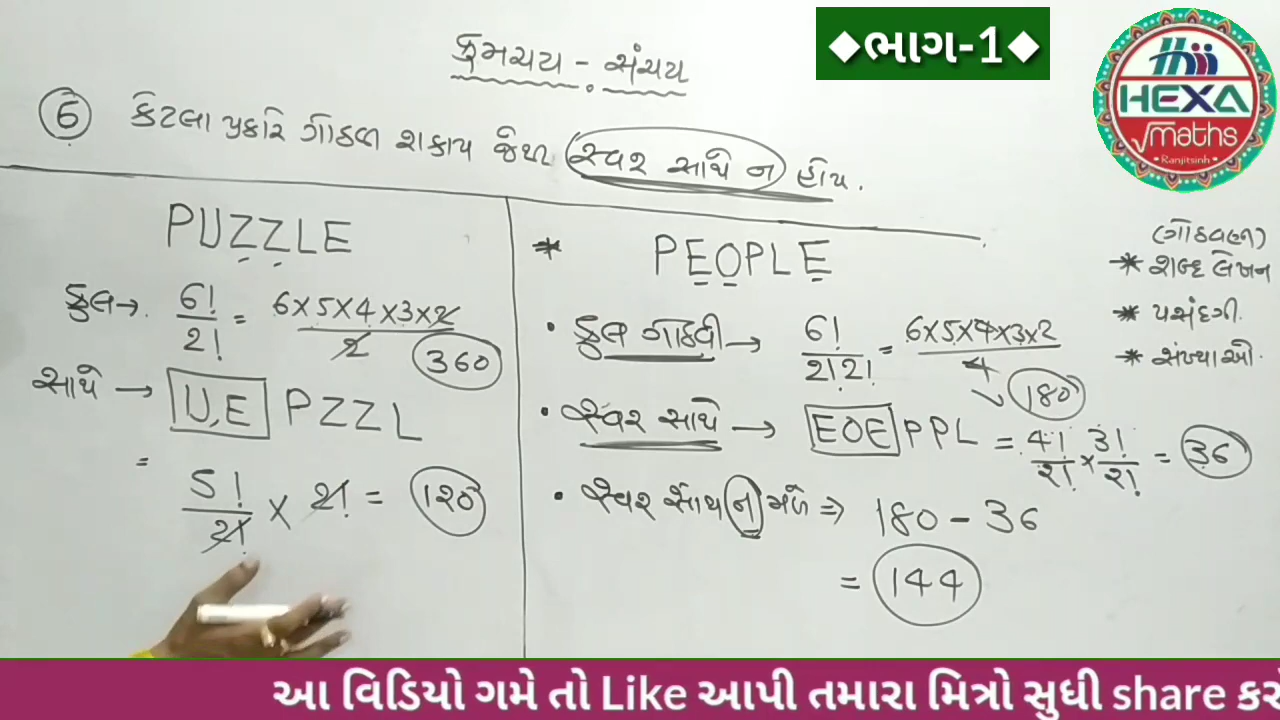 ◆ભાગ-1◆
ક્રમચય - સંચય
HEXA
√maths
Ranjitsinh
6 કેટલા પ્રકારે ગોઠવી શકાય જેથી સ્વર સાથે ન હોય.
PUZZLE
કુલ → 6!/2! = 6×5×4×3×2/2 360
સાથે → U,E PZZL
= 5!/2! × 2! = 120
* PEOPLE
• કુલ ગોઠવણી → 6!/2!2! = 6×5×4×3×2/4 → 180
• સ્વર સાથે → EOE PPL = 4!/2! × 3!/2! = 36
• સ્વર સાથે ન મળે ⇒ 180 - 36
= 144
(ગોઠવણી)
* શબ્દ લેખન
* પસંદગી.
* સંખ્યાઓ
આ વિડિયો ગમે તો Like આપી તમારા મિત્રો સુધી share